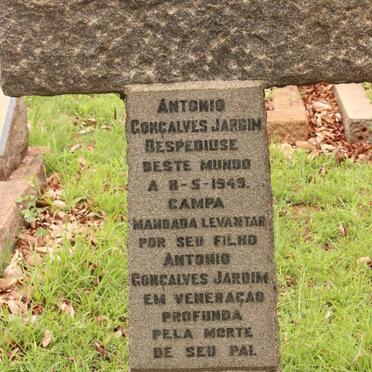 ANTONIO
GONÇALVES JARDIM
DESPEDIUSE
DESTE MUNDO
A 8-5-1949.
CAMPA
MANDADA LEVANTAR
POR SEU FILHO
ANTONIO
GONÇALVES JARDIM
EM VENERAÇAO
PROFUNDA
PELA MORTE
DE SEU PAI.